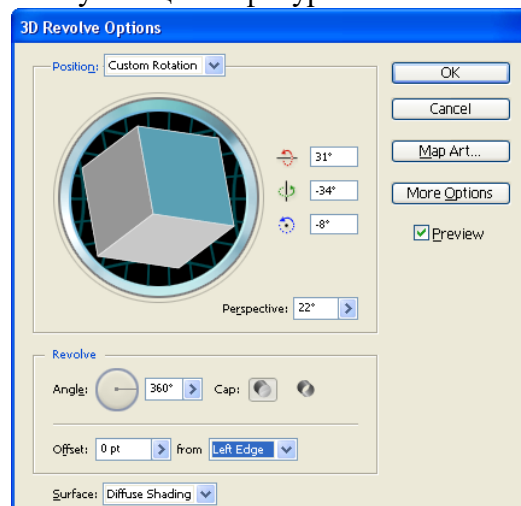 3D Revolve Options
Position: Custom Rotation
OK
Cancel
Map Art...
More Options
Preview
31°
-34°
-8°
Perspective: 22°
Revolve
Angle: 360° Cap:
Offset: 0 pt from Left Edge
Surface: Diffuse Shading